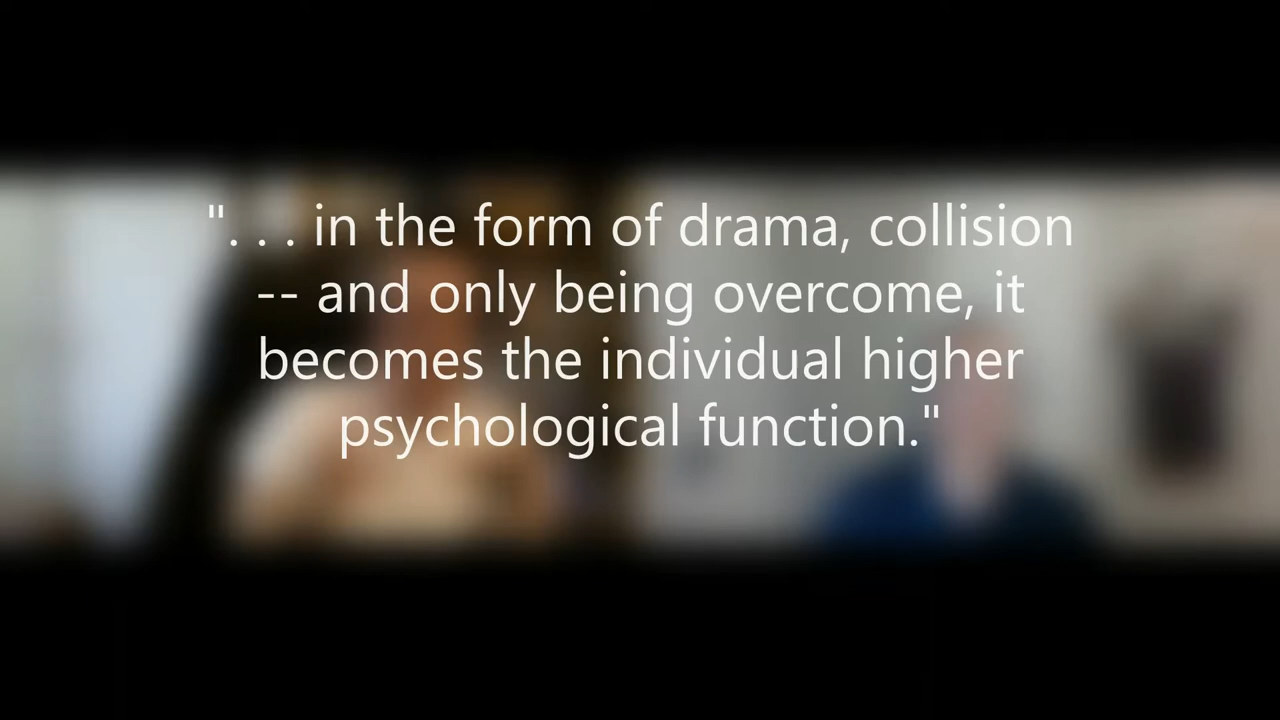 ". . . in the form of drama, collision
-- and only being overcome, it
becomes the individual higher
psychological function."